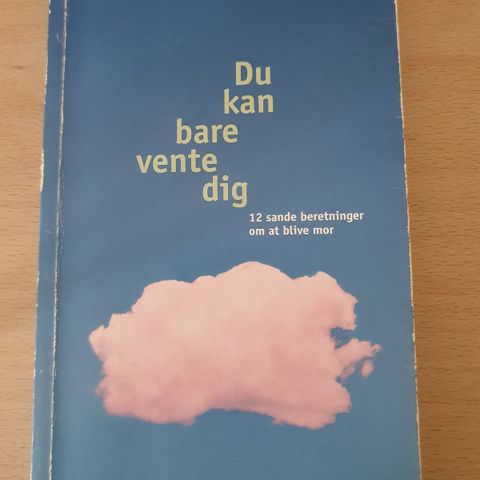 Du
kan
bare
vente
dig
12 sande beretninger
om at blive mor